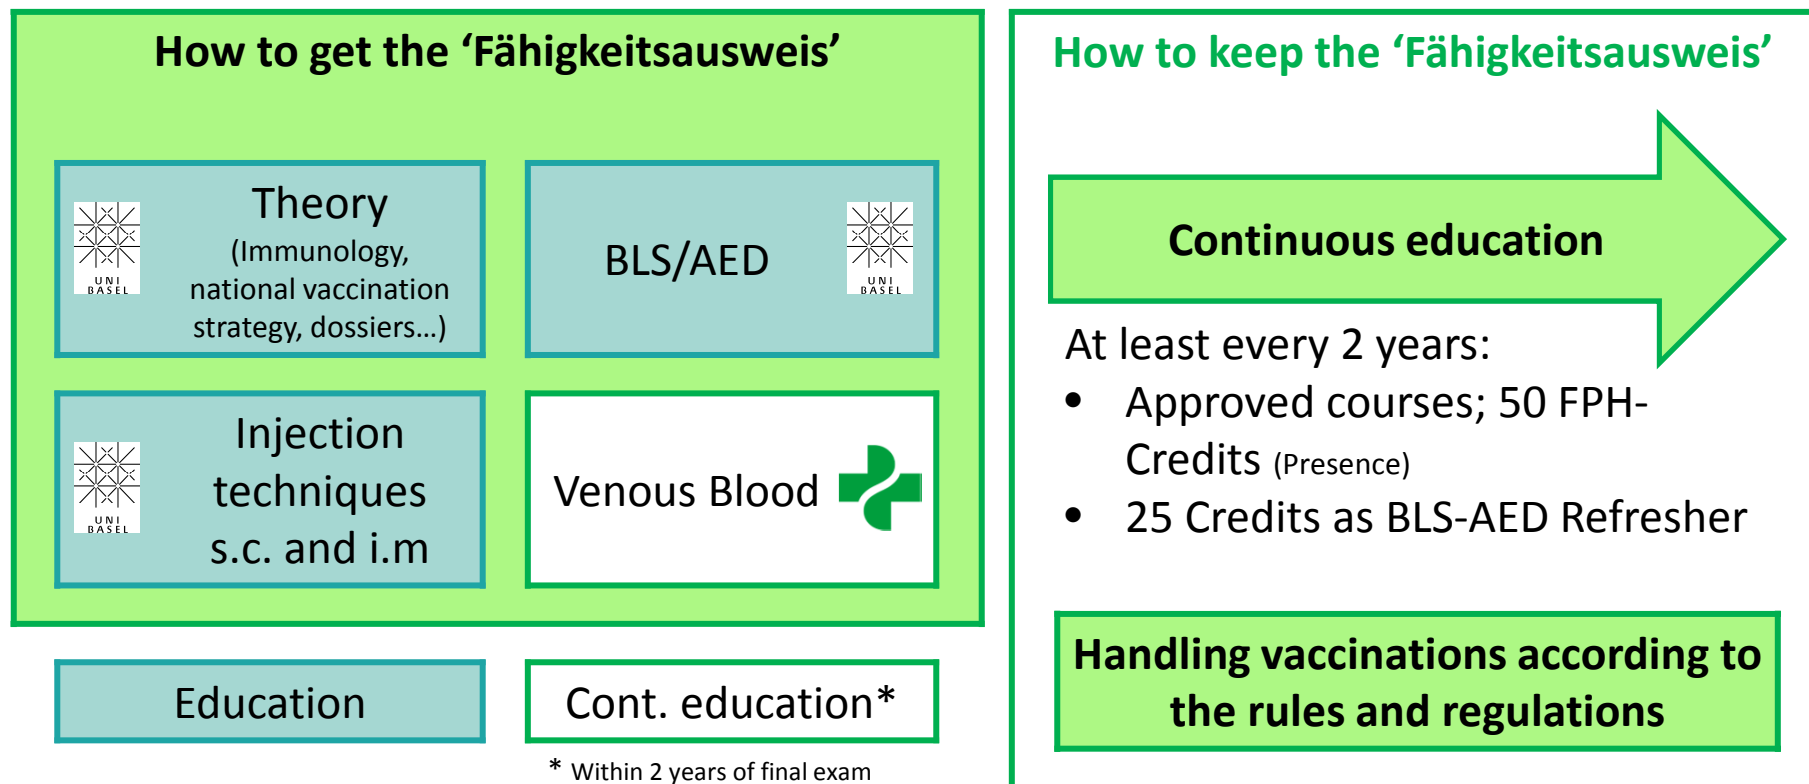 How to get the ‘Fähigkeitsausweis’
Theory
(Immunology,
national vaccination
strategy, dossiers...)
UNI
BASEL
BLS/AED
UNI
BASEL
Injection
techniques
s.c. and i.m
UNI
BASEL
Venous Blood
Education
Cont. education*
* Within 2 years of final exam
How to keep the ‘Fähigkeitsausweis’
Continuous education
At least every 2 years:
• Approved courses; 50 FPH-
Credits (Presence)
• 25 Credits as BLS-AED Refresher
Handling vaccinations according to
the rules and regulations